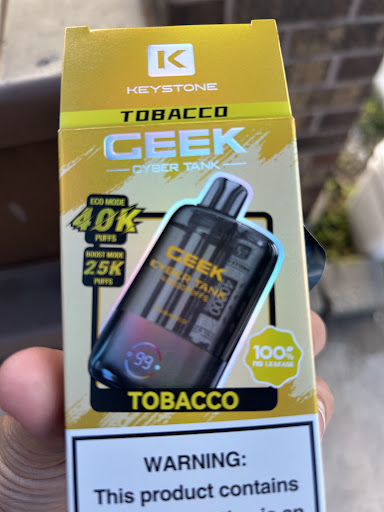 K
KEYSTONE
TOBACCO
GEEK
CYBER TANK
ECO MODE
40K
PUFFS
BOOST MODE
25K
PUFFS
GEEK
CYBER TANK
99
100%
NO LEAKAGE
TOBACCO
WARNING:
This product contains